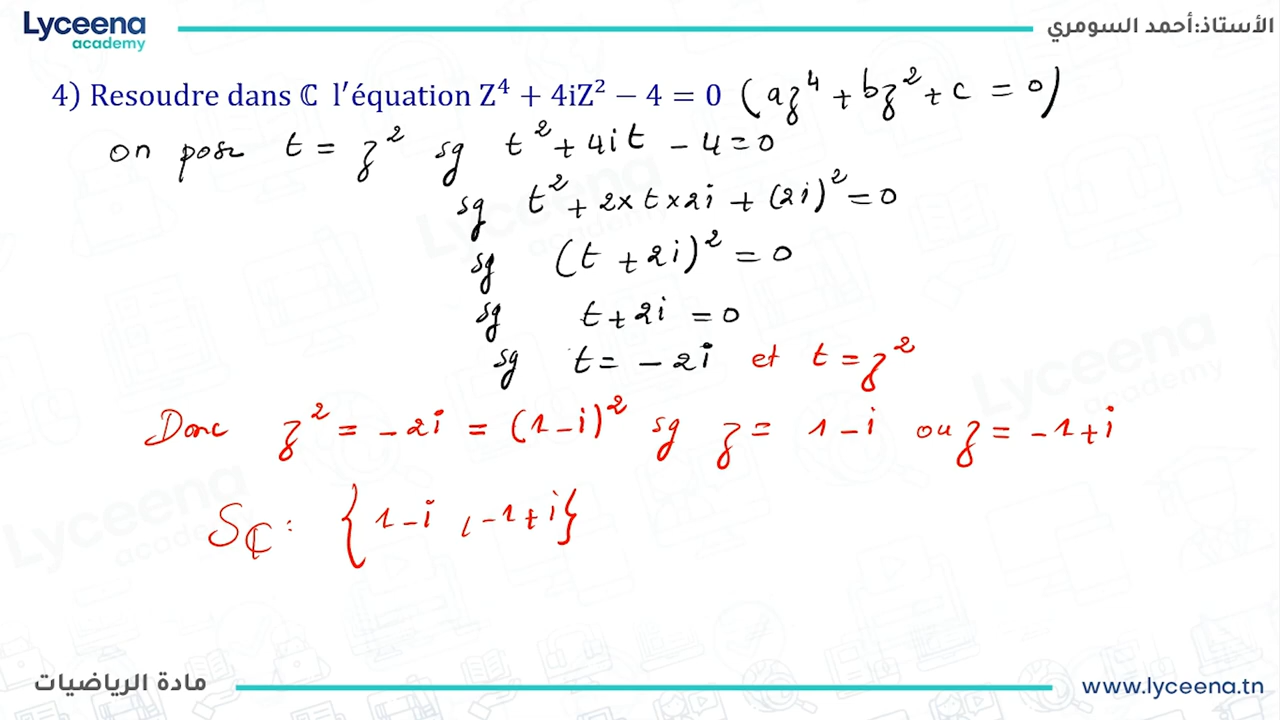 Lyceena
academy
الأستاذ:أحمد السومري
4) Resoudre dans ℂ l'équation Z⁴ + 4iZ² − 4 = 0 (az⁴ + bz² + c = 0)
on pose t = z² sg t² + 4it − 4 = 0
sg t² + 2×t×2i + (2i)² = 0
sg (t + 2i)² = 0
sg t + 2i = 0
sg t = −2i et t = z²
Donc z² = −2i = (1−i)² sg z = 1−i ou z = −1+i
Sℂ : {1−i , −1+i}
مادة الرياضيات
www.lyceena.tn